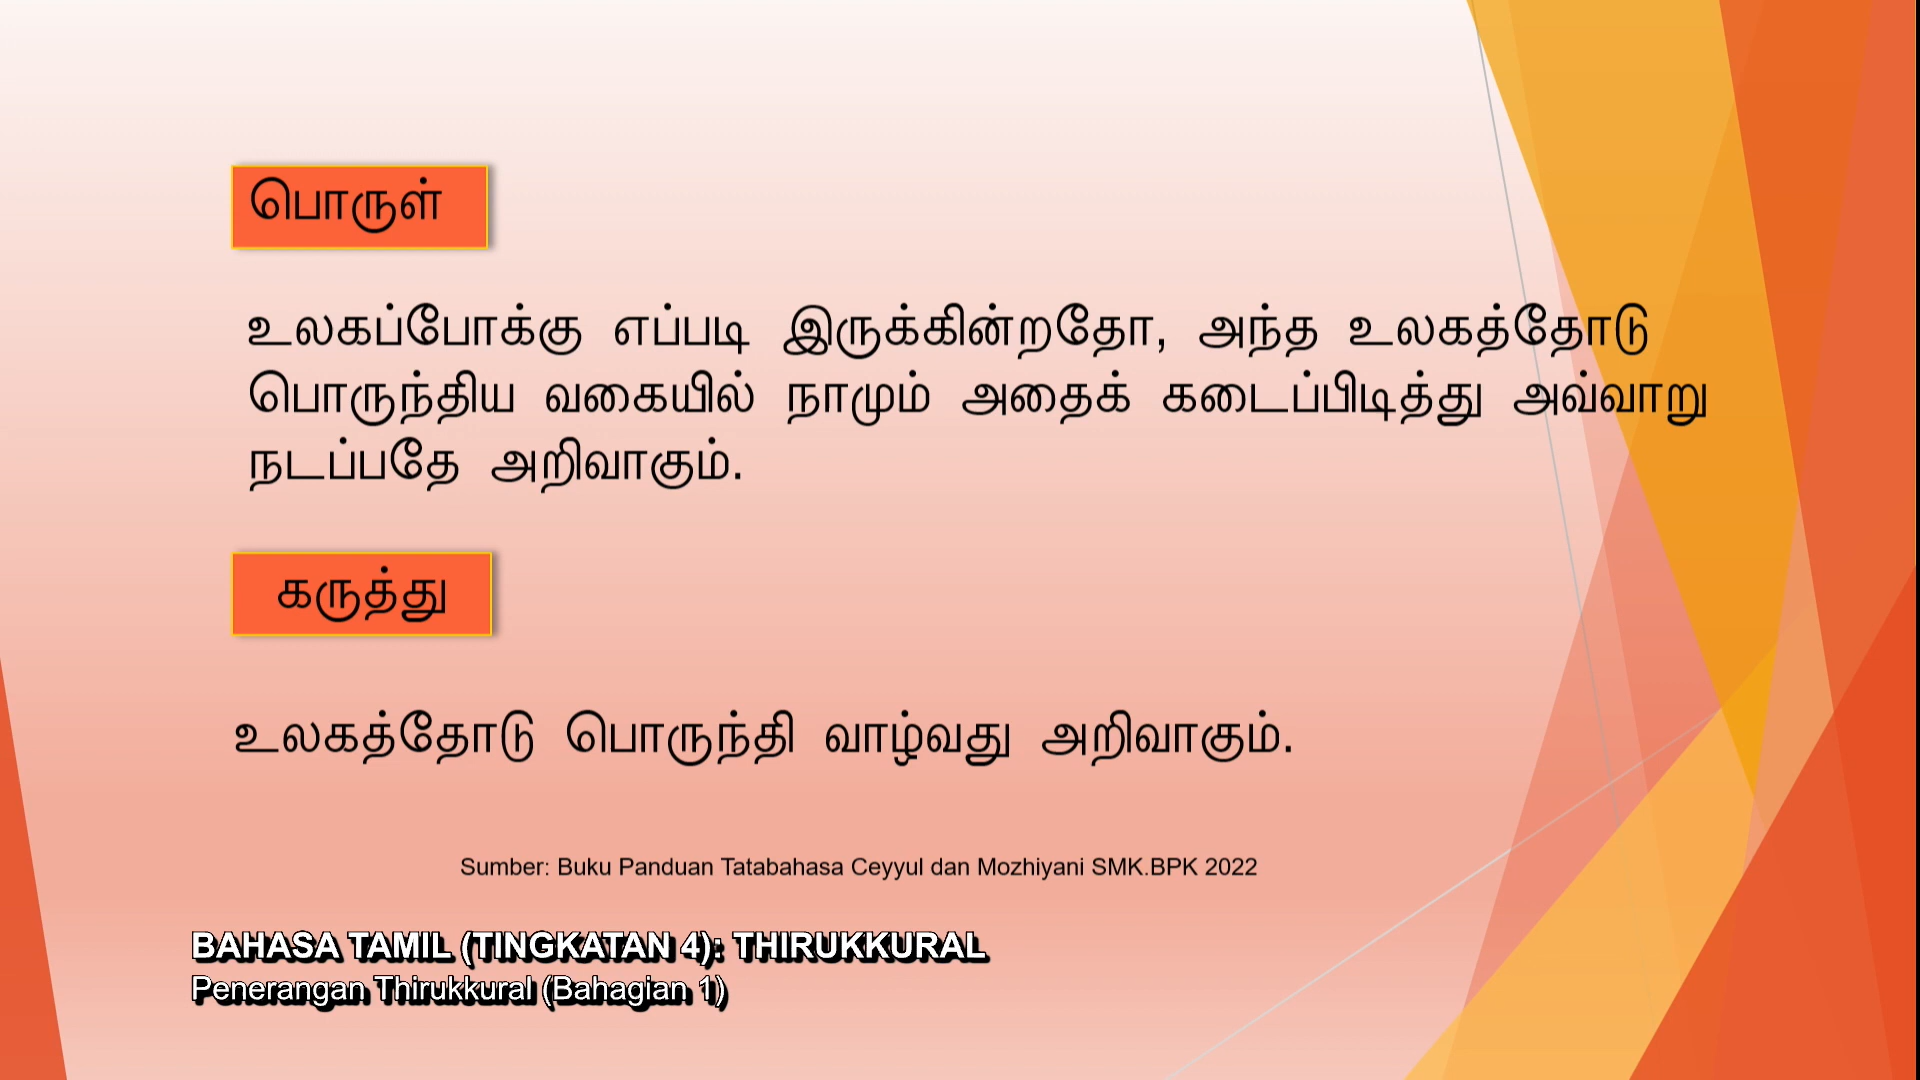 பொருள்
உலகப்போக்கு எப்படி இருக்கின்றதோ, அந்த உலகத்தோடு
பொருந்திய வகையில் நாமும் அதைக் கடைப்பிடித்து அவ்வாறு
நடப்பதே அறிவாகும்.
கருத்து
உலகத்தோடு பொருந்தி வாழ்வது அறிவாகும்.
Sumber: Buku Panduan Tatabahasa Ceyyul dan Mozhiyani SMK.BPK 2022
BAHASA TAMIL (TINGKATAN 4): THIRUKKURAL
Penerangan Thirukkural (Bahagian 1)